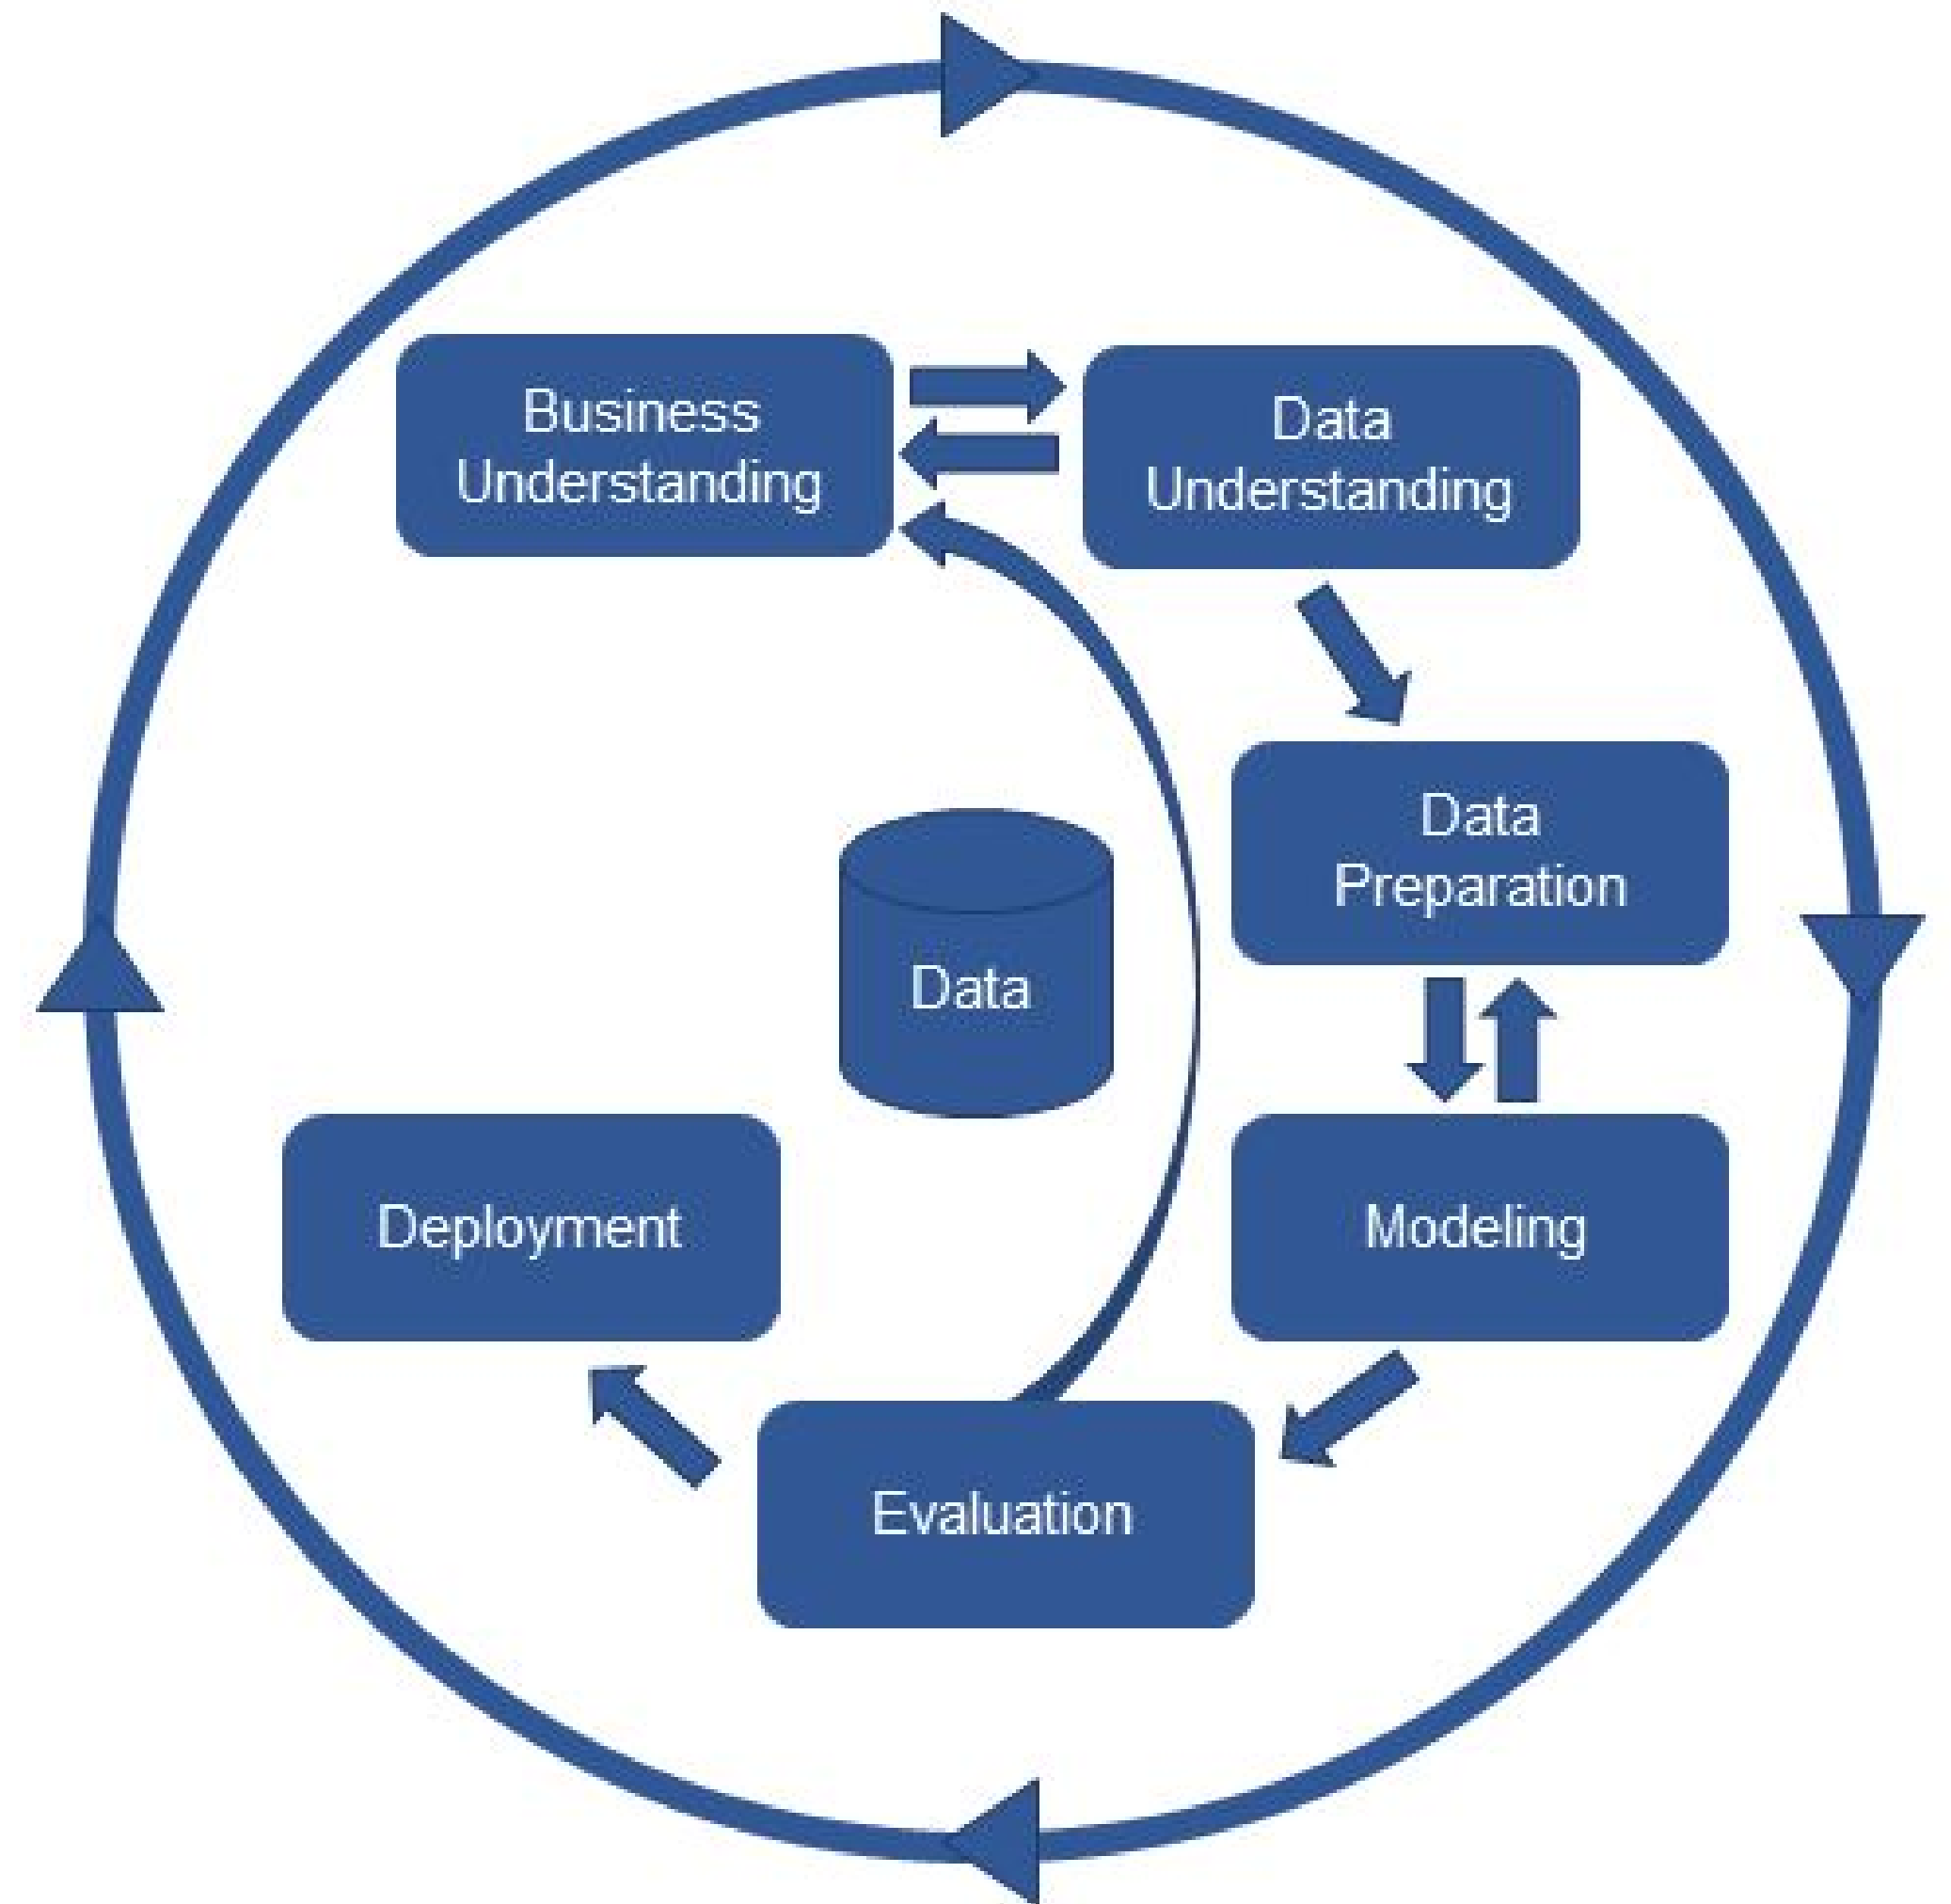 Business
Understanding
Data
Understanding
Data
Preparation
Data
Modeling
Deployment
Evaluation